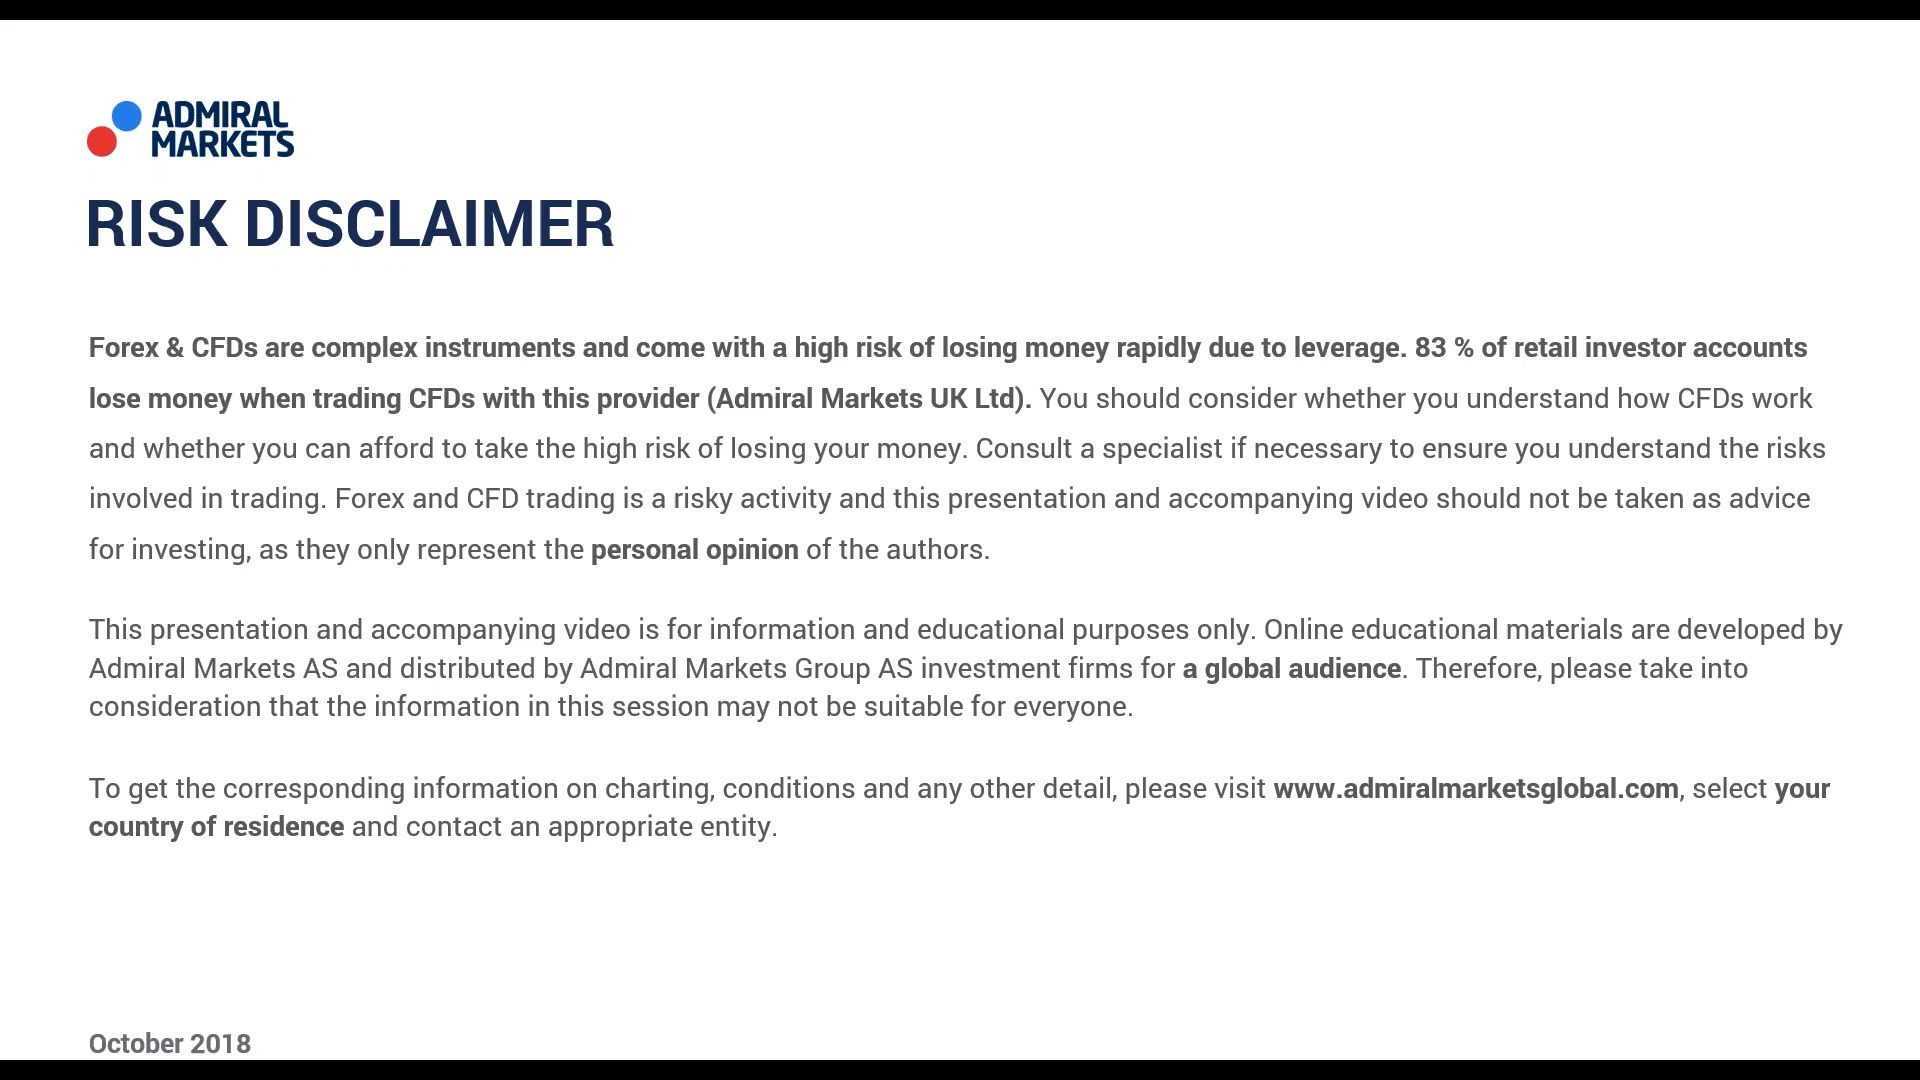 ADMIRAL
MARKETS
RISK DISCLAIMER
Forex & CFDs are complex instruments and come with a high risk of losing money rapidly due to leverage. 83 % of retail investor accounts
lose money when trading CFDs with this provider (Admiral Markets UK Ltd). You should consider whether you understand how CFDs work
and whether you can afford to take the high risk of losing your money. Consult a specialist if necessary to ensure you understand the risks
involved in trading. Forex and CFD trading is a risky activity and this presentation and accompanying video should not be taken as advice
for investing, as they only represent the personal opinion of the authors.
This presentation and accompanying video is for information and educational purposes only. Online educational materials are developed by
Admiral Markets AS and distributed by Admiral Markets Group AS investment firms for a global audience. Therefore, please take into
consideration that the information in this session may not be suitable for everyone.
To get the corresponding information on charting, conditions and any other detail, please visit www.admiralmarketsglobal.com, select your
country of residence and contact an appropriate entity.
October 2018